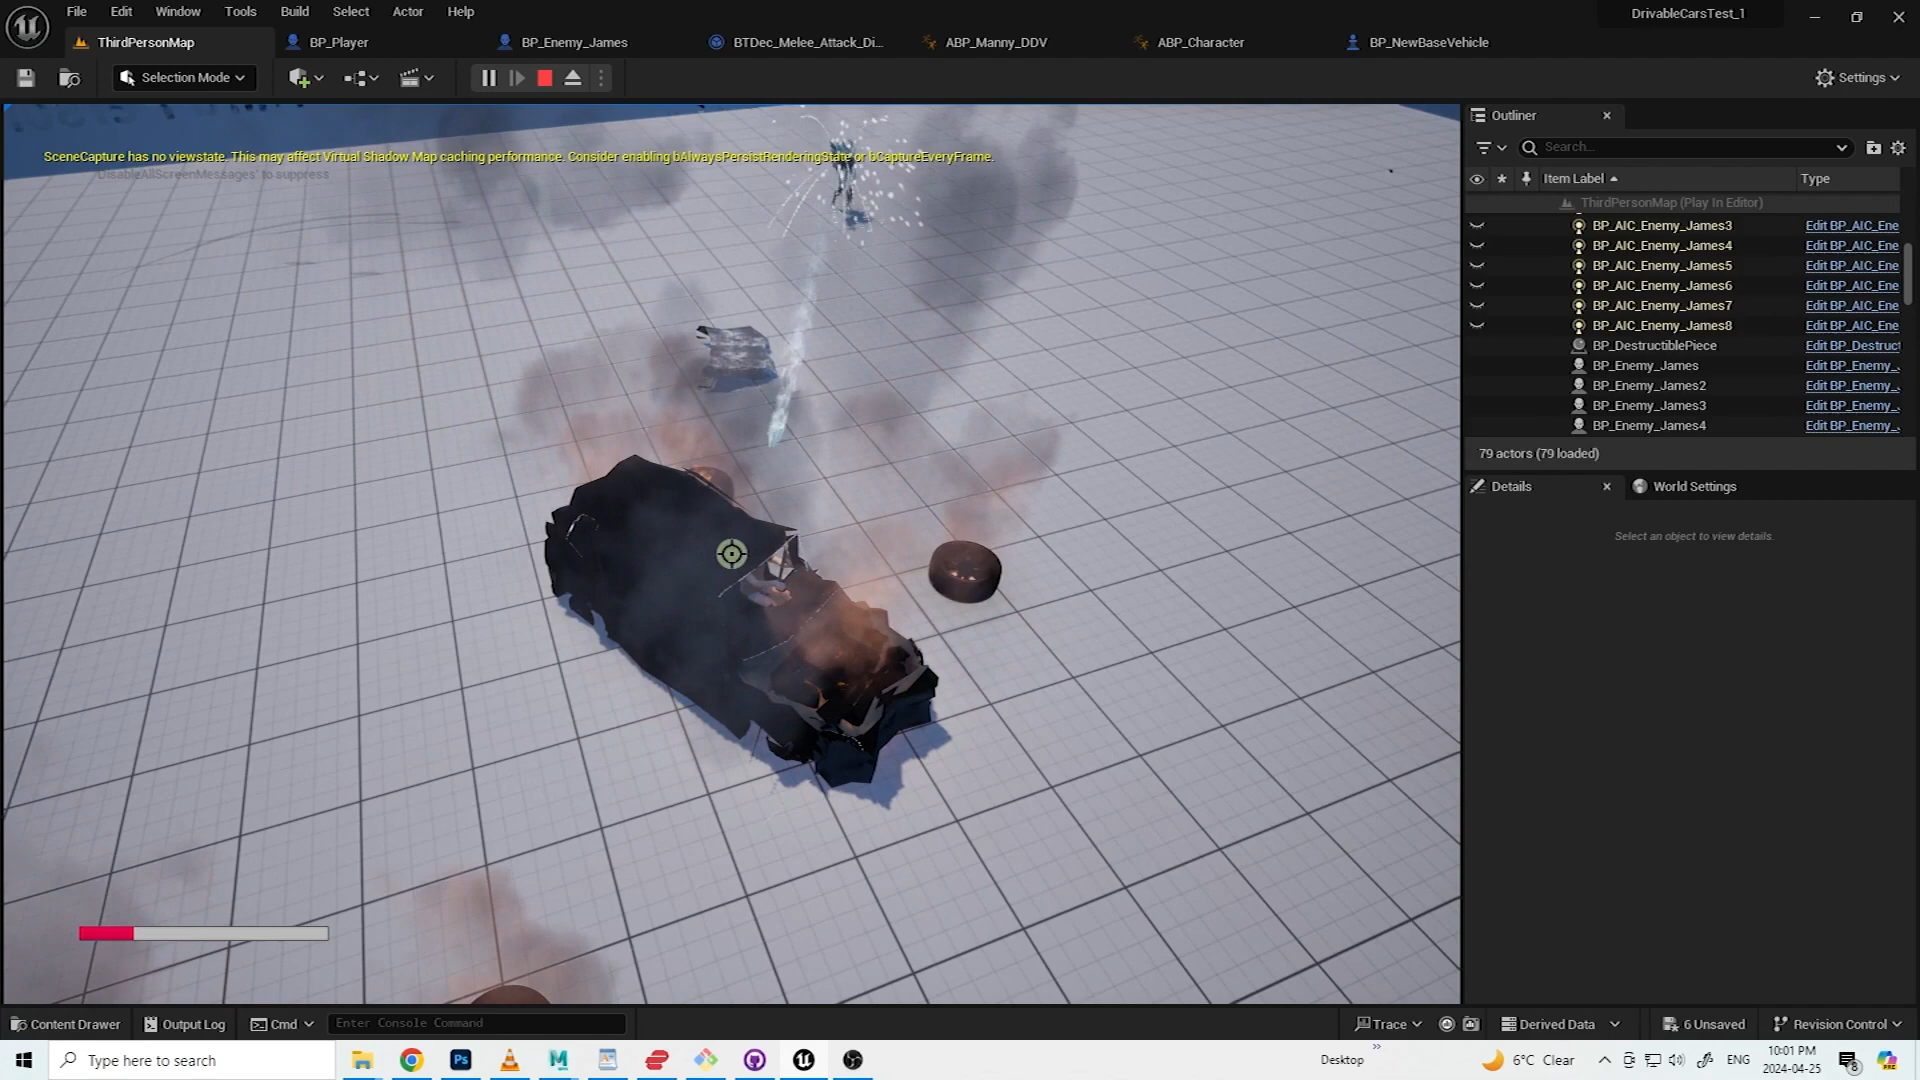 File Edit Window Tools Build Select Actor Help
DrivableCarsTest_1
ThirdPersonMap
BP_Player
BP_Enemy_James
BTDec_Melee_Attack_Di...
ABP_Manny_DDV
ABP_Character
BP_NewBaseVehicle
Selection Mode
Settings
SceneCapture has no viewstate. This may affect Virtual Shadow Map caching performance. Consider enabling bAlwaysPersistRenderingState or bCaptureEveryFrame.
'DisableAllScreenMessages' to suppress
Outliner
Search...
Item Label
Type
ThirdPersonMap (Play In Editor)
BP_AIC_Enemy_James3 Edit BP_AIC_Ene
BP_AIC_Enemy_James4 Edit BP_AIC_Ene
BP_AIC_Enemy_James5 Edit BP_AIC_Ene
BP_AIC_Enemy_James6 Edit BP_AIC_Ene
BP_AIC_Enemy_James7 Edit BP_AIC_Ene
BP_AIC_Enemy_James8 Edit BP_AIC_Ene
BP_DestructiblePiece Edit BP_Destruct
BP_Enemy_James Edit BP_Enemy_
BP_Enemy_James2 Edit BP_Enemy_
BP_Enemy_James3 Edit BP_Enemy_
BP_Enemy_James4 Edit BP_Enemy_
79 actors (79 loaded)
Details
World Settings
Select an object to view details.
Content Drawer
Output Log
Cmd
Enter Console Command
Trace
Derived Data
6 Unsaved
Revision Control
Type here to search
Ps
M
Desktop
6°C Clear
ENG
10:01 PM
2024-04-25
8
PRE